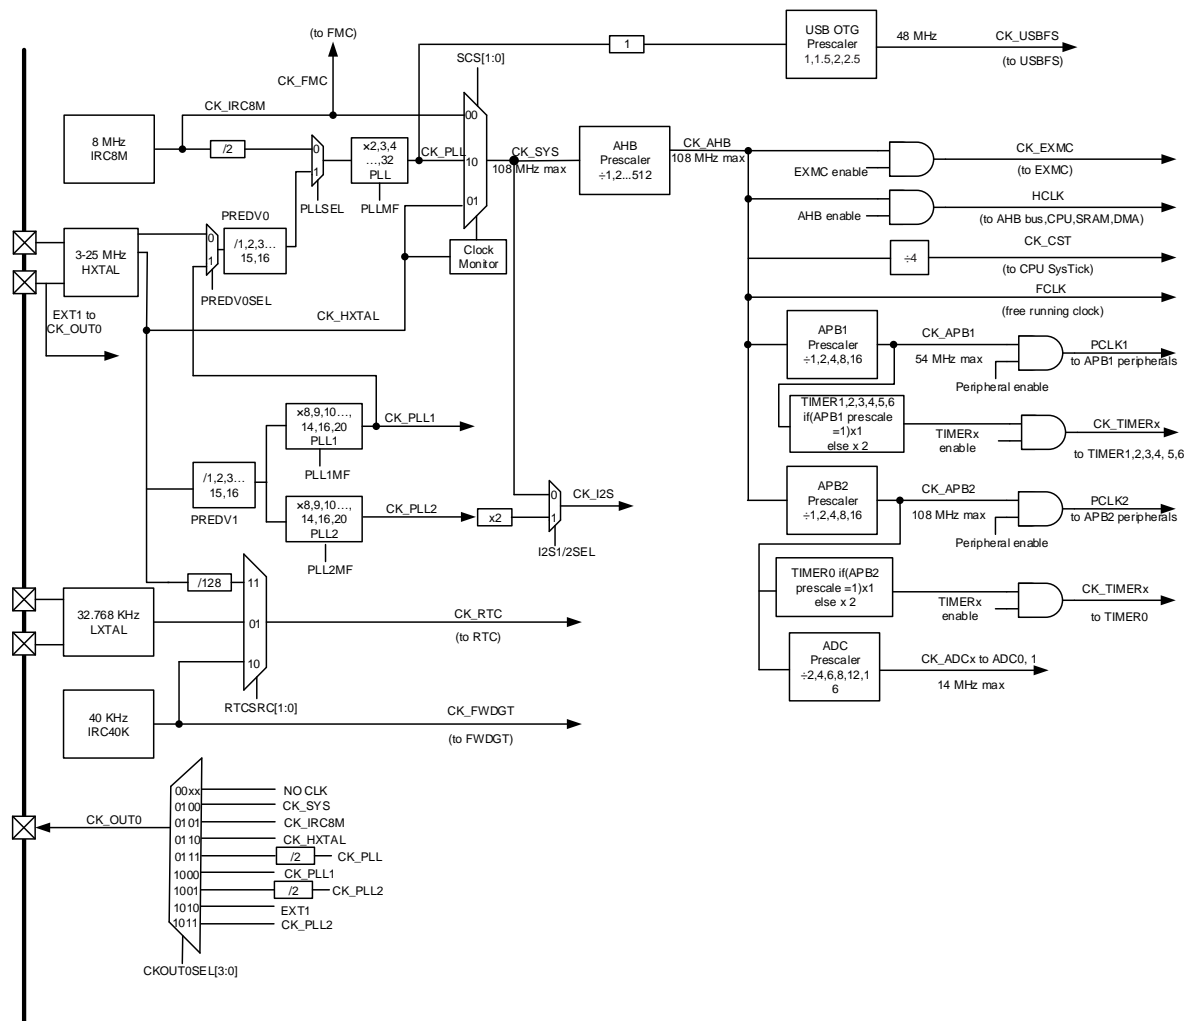 (to FMC)
CK_FMC
SCS[1:0]
1
USB OTG
Prescaler
1,1.5,2,2.5
48 MHz
CK_USBFS
(to USBFS)
CK_IRC8M
00
8 MHz
IRC8M
/2
0
1
PLLSEL
×2,3,4
…,32
PLL
PLLMF
CK_PLL
10
01
CK_SYS
108 MHz max
AHB
Prescaler
÷1,2...512
CK_AHB
108 MHz max
EXMC enable
CK_EXMC
(to EXMC)
AHB enable
HCLK
(to AHB bus,CPU,SRAM,DMA)
÷4
CK_CST
(to CPU SysTick)
FCLK
(free running clock)
3-25 MHz
HXTAL
PREDV0
0
1
/1,2,3…
15,16
PREDV0SEL
Clock
Monitor
EXT1 to
CK_OUT0
CK_HXTAL
APB1
Prescaler
÷1,2,4,8,16
CK_APB1
54 MHz max
Peripheral enable
PCLK1
to APB1 peripherals
TIMER1,2,3,4,5,6
if(APB1 prescale
=1)x1
else x 2
TIMERx
enable
CK_TIMERx
to TIMER1,2,3,4, 5,6
×8,9,10…,
14,16,20
PLL1
PLL1MF
CK_PLL1
/1,2,3…
15,16
PREDV1
×8,9,10…,
14,16,20
PLL2
PLL2MF
CK_PLL2
x2
0
1
CK_I2S
I2S1/2SEL
APB2
Prescaler
÷1,2,4,8,16
CK_APB2
108 MHz max
Peripheral enable
PCLK2
to APB2 peripherals
TIMER0 if(APB2
prescale =1)x1
else x 2
TIMERx
enable
CK_TIMERx
to TIMER0
ADC
Prescaler
÷2,4,6,8,12,1
6
CK_ADCx to ADC0, 1
14 MHz max
/128
11
01
10
32.768 KHz
LXTAL
CK_RTC
(to RTC)
RTCSRC[1:0]
40 KHz
IRC40K
CK_FWDGT
(to FWDGT)
CK_OUT0
00xx
NO CLK
0100
CK_SYS
0101
CK_IRC8M
0110
CK_HXTAL
0111
/2
CK_PLL
1000
CK_PLL1
1001
/2
CK_PLL2
1010
EXT1
1011
CK_PLL2
CKOUT0SEL[3:0]